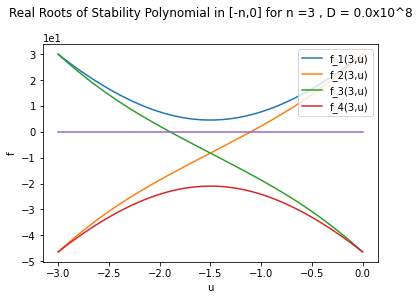 Real Roots of Stability Polynomial in [-n,0] for n =3 , D = 0.0x10^8
1e1
3
2
1
0
−1
−2
−3
−4
−5
f
f_1(3,u)
f_2(3,u)
f_3(3,u)
f_4(3,u)
−3.0 −2.5 −2.0 −1.5 −1.0 −0.5 0.0
u